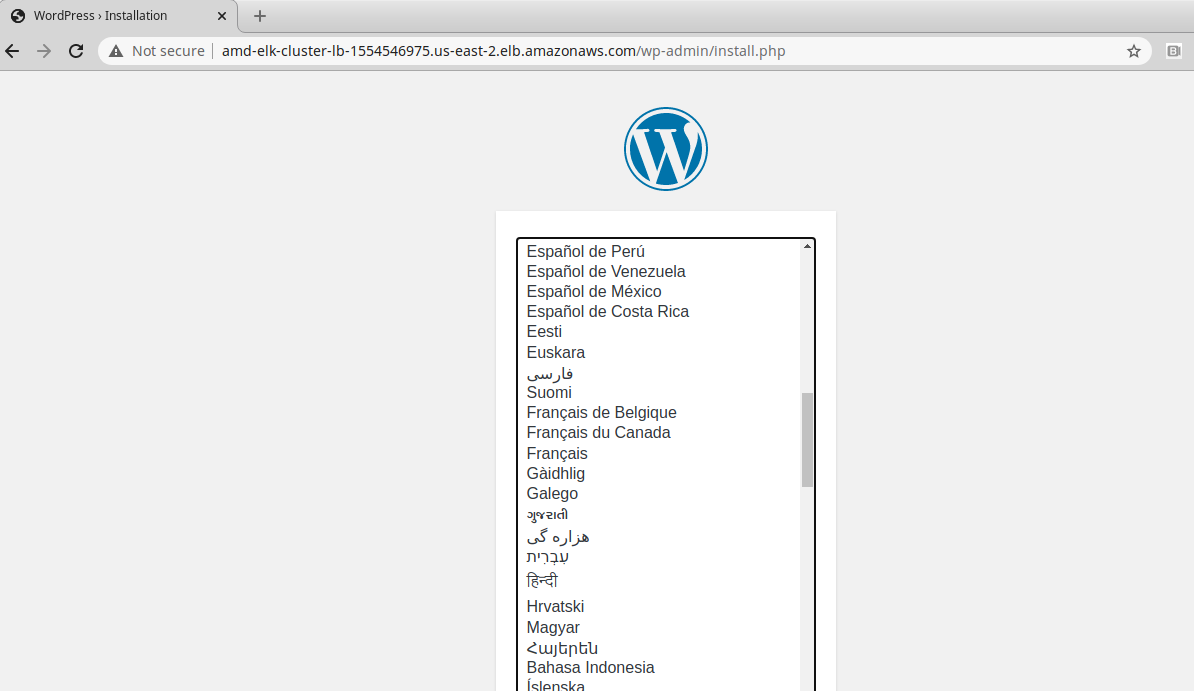 WordPress › Installation
Not secure amd-elk-cluster-lb-1554546975.us-east-2.elb.amazonaws.com/wp-admin/install.php
Español de Perú
Español de Venezuela
Español de México
Español de Costa Rica
Eesti
Euskara
فارسی
Suomi
Français de Belgique
Français du Canada
Français
Gàidhlig
Galego
ગુજરાતી
هزاره گی
עִבְרִית
हिन्दी
Hrvatski
Magyar
Հայերեն
Bahasa Indonesia
Íslenska